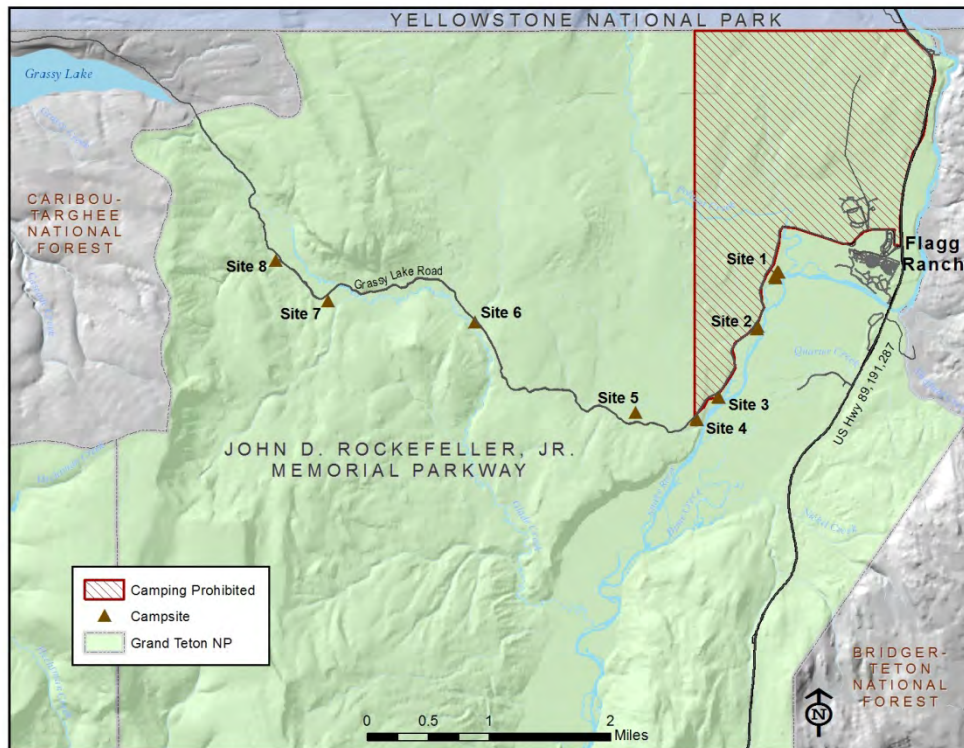 YELLOWSTONE NATIONAL PARK
Grassy Lake
CARIBOU-
TARGHEE
NATIONAL
FOREST
Flagg
Ranch
Site 1
Site 8
Grassy Lake Road
Site 7
Site 6
Site 2
US Hwy 89,191,287
Site 3
Site 5
Site 4
JOHN D. ROCKEFELLER, JR.
MEMORIAL PARKWAY
Glade Creek
Camping Prohibited
Campsite
Grand Teton NP
BRIDGER-
TETON
NATIONAL
FOREST
N
0 0.5 1 2
Miles